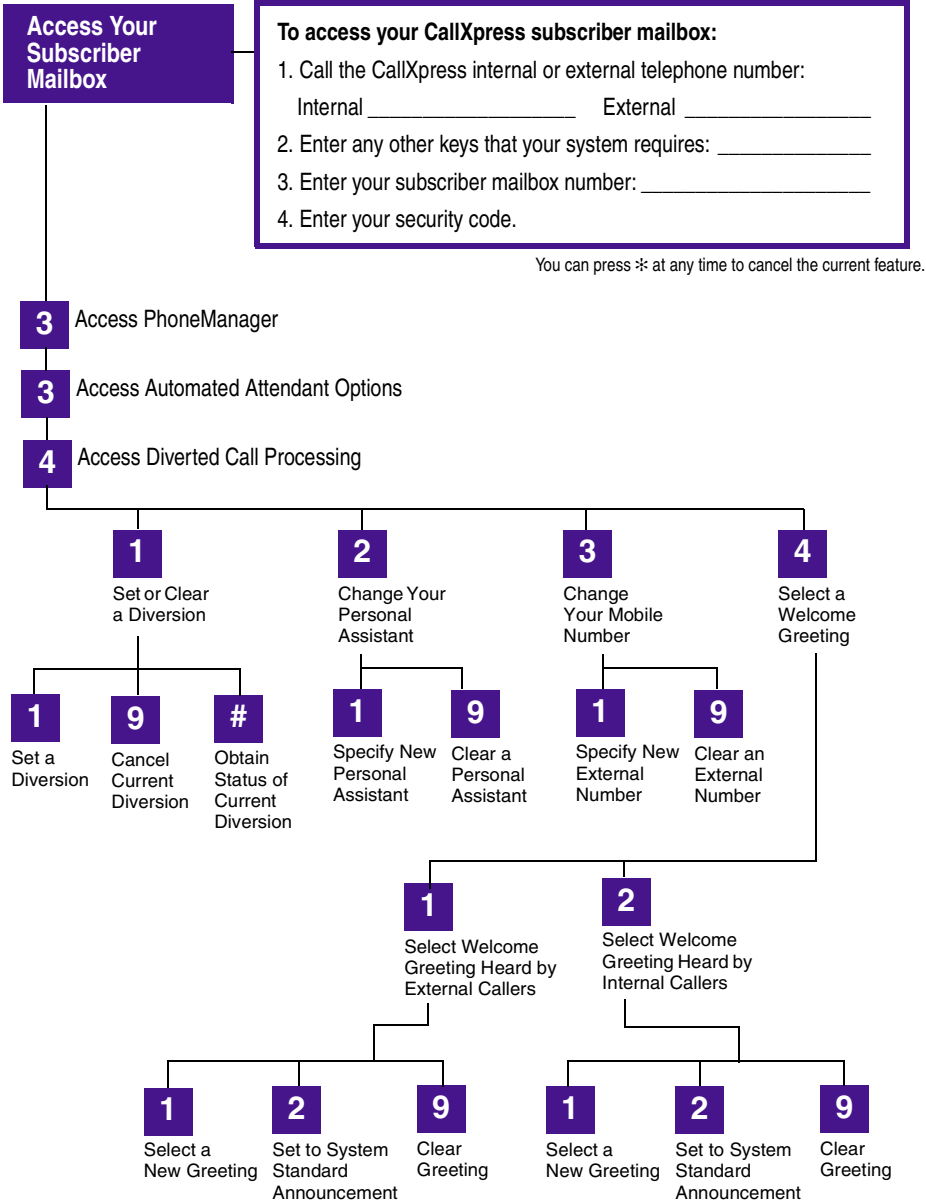 Access Your
Subscriber
Mailbox
To access your CallXpress subscriber mailbox:
1. Call the CallXpress internal or external telephone number:
Internal ____________________ External __________________
2. Enter any other keys that your system requires: _______________
3. Enter your subscriber mailbox number: ______________________
4. Enter your security code.
You can press ✻ at any time to cancel the current feature.
3 Access PhoneManager
3 Access Automated Attendant Options
4 Access Diverted Call Processing
1
Set or Clear
a Diversion
2
Change Your
Personal
Assistant
3
Change
Your Mobile
Number
4
Select a
Welcome
Greeting
1
Set a
Diversion
9
Cancel
Current
Diversion
#
Obtain
Status of
Current
Diversion
1
Specify New
Personal
Assistant
9
Clear a
Personal
Assistant
1
Specify New
External
Number
9
Clear an
External
Number
1
Select Welcome
Greeting Heard by
External Callers
2
Select Welcome
Greeting Heard by
Internal Callers
1
Select a
New Greeting
2
Set to System
Standard
Announcement
9
Clear
Greeting
1
Select a
New Greeting
2
Set to System
Standard
Announcement
9
Clear
Greeting